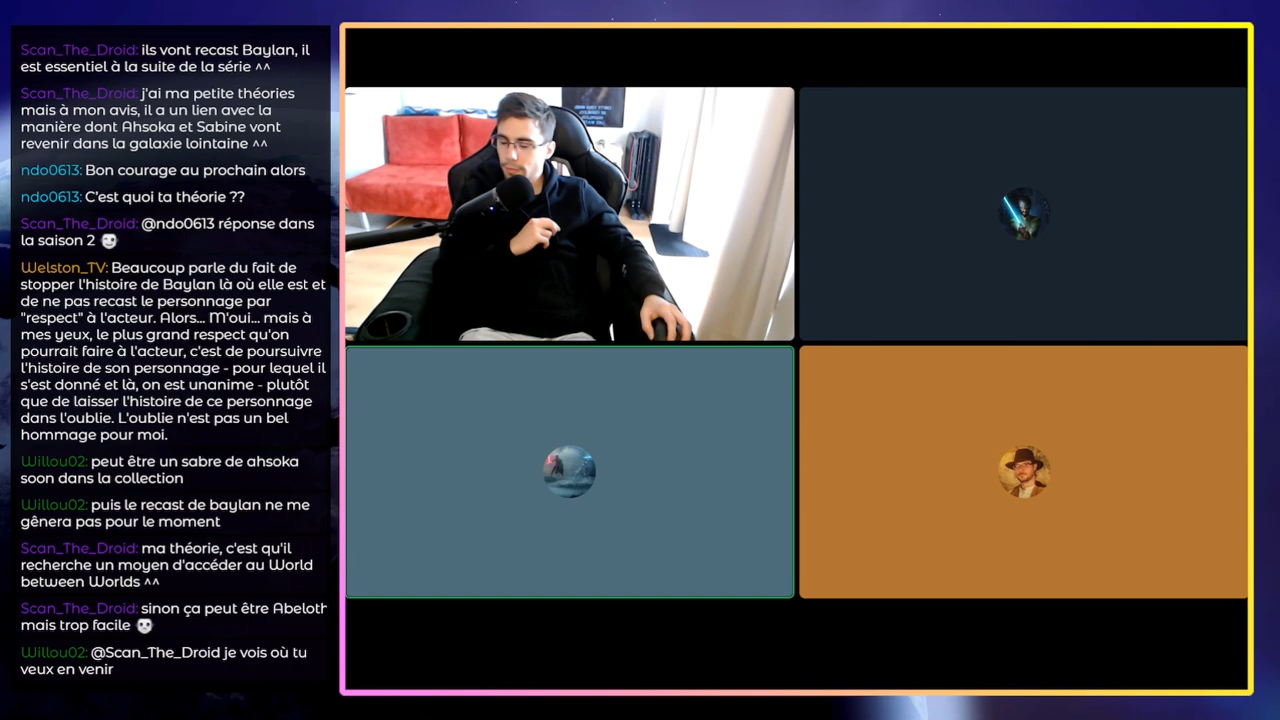 Scan_The_Droid: ils vont recast Baylan, il
est essentiel à la suite de la série ^^
Scan_The_Droid: j'ai ma petite théories
mais à mon avis, il a un lien avec la
manière dont Ahsoka et Sabine vont
revenir dans la galaxie lointaine ^^
ndo0613: Bon courage au prochain alors
ndo0613: C'est quoi ta théorie ??
Scan_The_Droid: @ndo0613 réponse dans
la saison 2
Welston_TV: Beaucoup parle du fait de
stopper l'histoire de Baylan là où elle est et
de ne pas recast le personnage par
"respect" à l'acteur. Alors... M'oui... mais à
mes yeux, le plus grand respect qu'on
pourrait faire à l'acteur, c'est de poursuivre
l'histoire de son personnage - pour lequel il
s'est donné et là, on est unanime - plutôt
que de laisser l'histoire de ce personnage
dans l'oublie. L'oublie n'est pas un bel
hommage pour moi.
Willou02: peut être un sabre de ahsoka
soon dans la collection
Willou02: puis le recast de baylan ne me
gênera pas pour le moment
Scan_The_Droid: ma théorie, c'est qu'il
recherche un moyen d'accéder au World
between Worlds ^^
Scan_The_Droid: sinon ça peut être Abeloth
mais trop facile
Willou02: @Scan_The_Droid je vois où tu
veux en venir